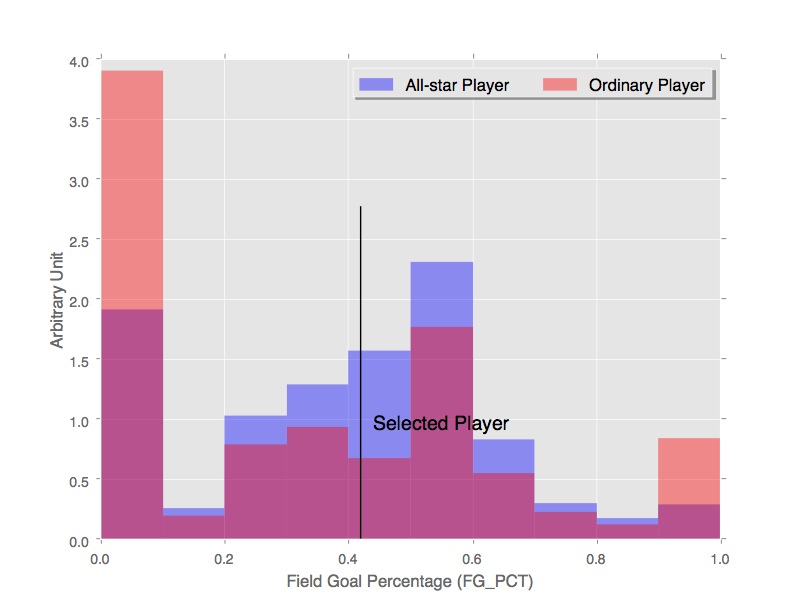 4.0
3.5
3.0
2.5
2.0
1.5
1.0
0.5
0.0
Arbitrary Unit
All-star Player Ordinary Player
Selected Player
0.0 0.2 0.4 0.6 0.8 1.0
Field Goal Percentage (FG_PCT)